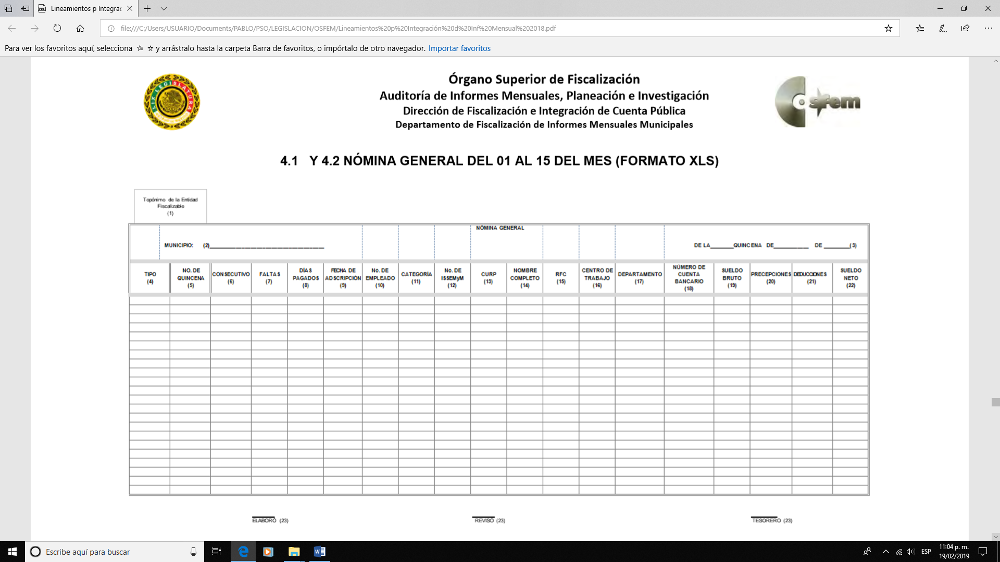 Lineamientos p Integrac
file:///C:/Users/USUARIO/Documents/PABLO/PSO/LEGISLACION/OSFEM/Lineamientos%20p%20Integración%20d%20Inf%20Mensual%202018.pdf
Para ver los favoritos aquí, selecciona y arrástralo hasta la carpeta Barra de favoritos, o impórtalo de otro navegador. Importar favoritos
LIX LEGISLATURA
Órgano Superior de Fiscalización
Auditoría de Informes Mensuales, Planeación e Investigación
Dirección de Fiscalización e Integración de Cuenta Pública
Departamento de Fiscalización de Informes Mensuales Municipales
Osfem
4.1 Y 4.2 NÓMINA GENERAL DEL 01 AL 15 DEL MES (FORMATO XLS)
Topónimo de la Entidad
Fiscalizable
(1)
NÓMINA GENERAL
MUNICIPIO: (2)____________ DE LA_______QUINCENA DE___________ DE ________(3)
TIPO
(4)
NO. DE
QUINCENA
(5)
CONSECUTIVO
(6)
FALTAS
(7)
DÍAS
PAGADOS
(8)
FECHA DE
ADSCRIPCIÓN
(9)
No. DE
EMPLEADO
(10)
CATEGORÍA
(11)
No. DE
ISSEMyM
(12)
CURP
(13)
NOMBRE
COMPLETO
(14)
RFC
(15)
CENTRO DE
TRABAJO
(16)
DEPARTAMENTO
(17)
NÚMERO DE
CUENTA
BANCARIO
(18)
SUELDO
BRUTO
(19)
PRECEPCIONES
(20)
DEDUCCIONES
(21)
SUELDO
NETO
(22)
ELABORÓ (23)
REVISÓ (23)
TESORERO (23)
Escribe aquí para buscar
ESP
11:04 p. m.
19/02/2019